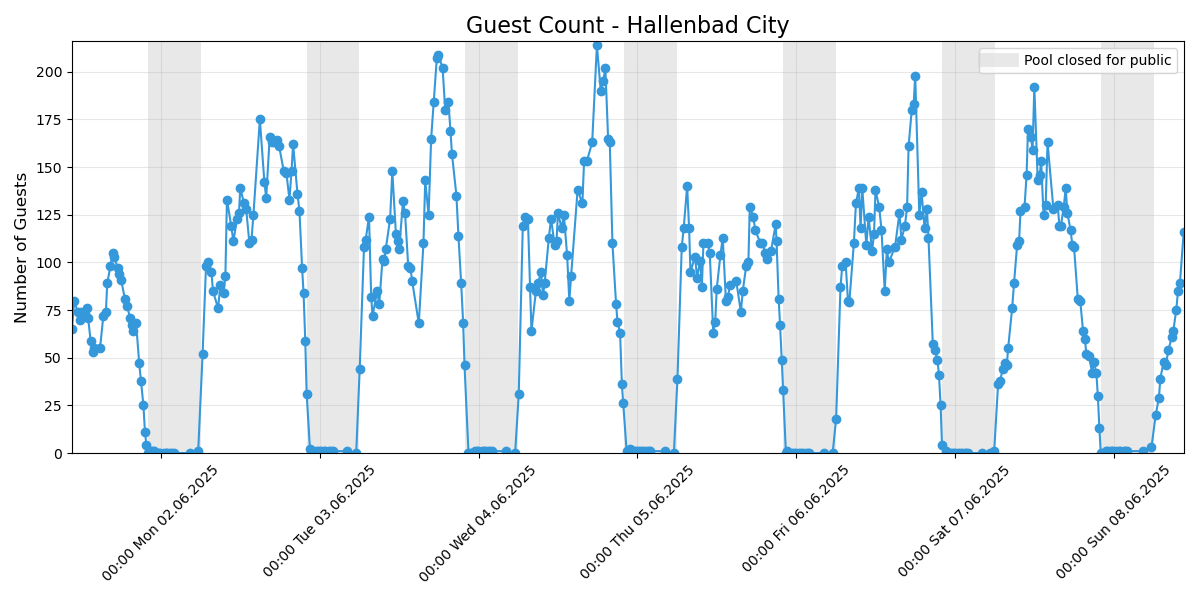 Guest Count - Hallenbad City
Pool closed for public
Number of Guests
200
175
150
125
100
75
50
25
0
00:00 Mon 02.06.2025
00:00 Tue 03.06.2025
00:00 Wed 04.06.2025
00:00 Thu 05.06.2025
00:00 Fri 06.06.2025
00:00 Sat 07.06.2025
00:00 Sun 08.06.2025